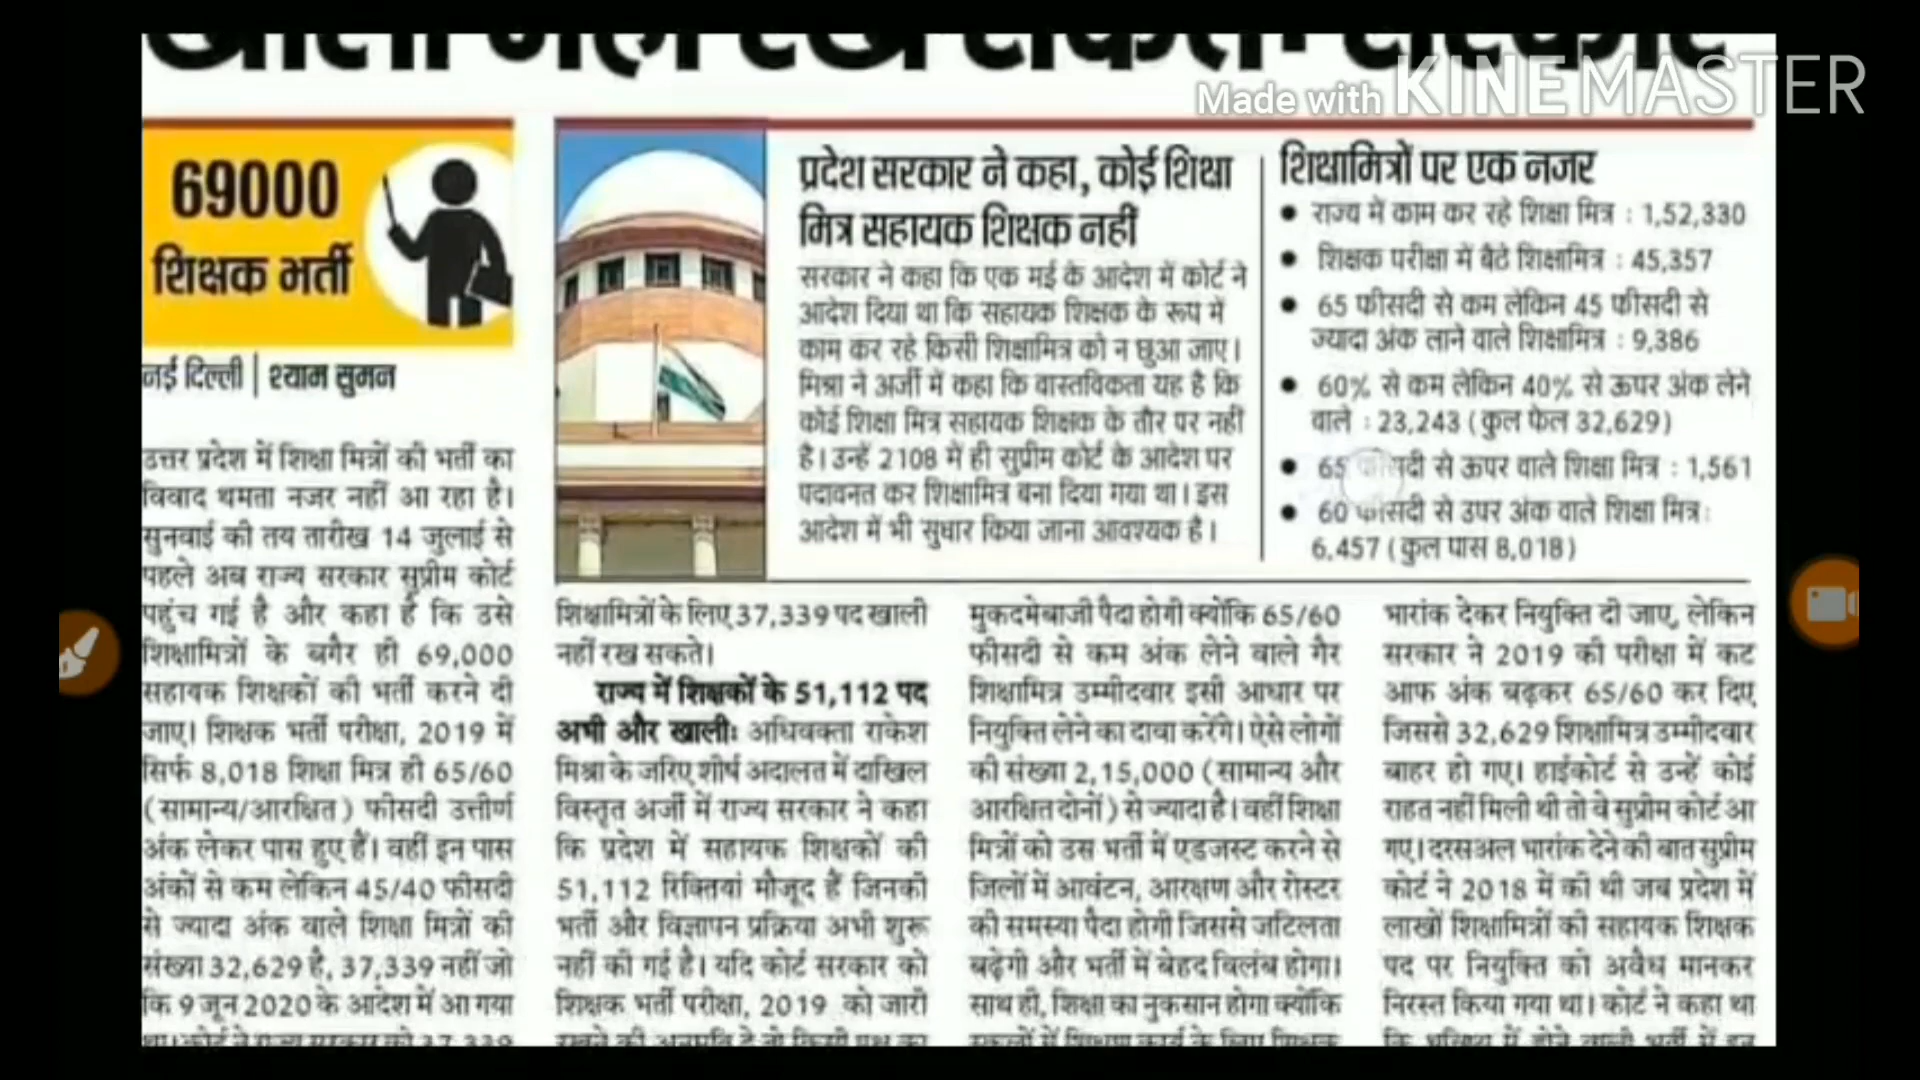 Made with KINEMASTER
69000
शिक्षक भर्ती
नई दिल्ली | श्याम सुमन
उत्तर प्रदेश में शिक्षा मित्रों की भर्ती का
विवाद थमता नजर नहीं आ रहा है।
सुनवाई की तय तारीख 14 जुलाई से
पहले अब राज्य सरकार सुप्रीम कोर्ट
पहुंच गई है और कहा है कि उसे
शिक्षामित्रों के बगैर ही 69,000
सहायक शिक्षकों की भर्ती करने दी
जाए। शिक्षक भर्ती परीक्षा, 2019 में
सिर्फ 8,018 शिक्षा मित्र ही 65/60
(सामान्य/आरक्षित) फीसदी उत्तीर्ण
अंक लेकर पास हुए हैं। वहीं इन पास
अंकों से कम लेकिन 45/40 फीसदी
से ज्यादा अंक वाले शिक्षा मित्रों की
संख्या 32,629 है, 37,339 नहीं जो
कि 9 जून 2020 के आदेश में आ गया
प्रदेश सरकार ने कहा, कोई शिक्षा
मित्र सहायक शिक्षक नहीं
सरकार ने कहा कि एक मई के आदेश में कोर्ट ने
आदेश दिया था कि सहायक शिक्षक के रूप में
काम कर रहे किसी शिक्षामित्र को न छुआ जाए।
मिश्रा ने अर्जी में कहा कि वास्तविकता यह है कि
कोई शिक्षा मित्र सहायक शिक्षक के तौर पर नहीं
है। उन्हें 2108 में ही सुप्रीम कोर्ट के आदेश पर
पदावनत कर शिक्षामित्र बना दिया गया था। इस
आदेश में भी सुधार किया जाना आवश्यक है।
शिक्षामित्रों पर एक नजर
● राज्य में काम कर रहे शिक्षा मित्र : 1,52,330
● शिक्षक परीक्षा में बैठे शिक्षामित्र : 45,357
● 65 फीसदी से कम लेकिन 45 फीसदी से
ज्यादा अंक लाने वाले शिक्षामित्र : 9,386
● 60% से कम लेकिन 40% से ऊपर अंक लेने
वाले : 23,243 (कुल फेल 32,629)
● 65 फीसदी से ऊपर वाले शिक्षा मित्र : 1,561
● 60 फीसदी से उपर अंक वाले शिक्षा मित्र:
6,457 (कुल पास 8,018)
शिक्षामित्रों के लिए 37,339 पद खाली
नहीं रख सकते।
राज्य में शिक्षकों के 51,112 पद
अभी और खाली: अधिवक्ता राकेश
मिश्रा के जरिए शीर्ष अदालत में दाखिल
विस्तृत अर्जी में राज्य सरकार ने कहा
कि प्रदेश में सहायक शिक्षकों की
51,112 रिक्तियां मौजूद हैं जिनकी
भर्ती और विज्ञापन प्रक्रिया अभी शुरू
नहीं की गई है। यदि कोर्ट सरकार को
शिक्षक भर्ती परीक्षा, 2019 को जारी
मुकदमेबाजी पैदा होगी क्योंकि 65/60
फीसदी से कम अंक लेने वाले गैर
शिक्षामित्र उम्मीदवार इसी आधार पर
नियुक्ति लेने का दावा करेंगे। ऐसे लोगों
की संख्या 2,15,000 (सामान्य और
आरक्षित दोनों) से ज्यादा है। वहीं शिक्षा
मित्रों को उस भर्ती में एडजस्ट करने से
जिलों में आवंटन, आरक्षण और रोस्टर
की समस्या पैदा होगी जिससे जटिलता
बढ़ेगी और भर्ती में बेहद विलंब होगा।
साथ ही, शिक्षा का नुकसान होगा क्योंकि
भारांक देकर नियुक्ति दी जाए, लेकिन
सरकार ने 2019 की परीक्षा में कट
आफ अंक बढ़कर 65/60 कर दिए
जिससे 32,629 शिक्षामित्र उम्मीदवार
बाहर हो गए। हाईकोर्ट से उन्हें कोई
राहत नहीं मिली थी तो वे सुप्रीम कोर्ट आ
गए। दरसअल भारांक देने की बात सुप्रीम
कोर्ट ने 2018 में की थी जब प्रदेश में
लाखों शिक्षामित्रों को सहायक शिक्षक
पद पर नियुक्ति को अवैध मानकर
निरस्त किया गया था। कोर्ट ने कहा था